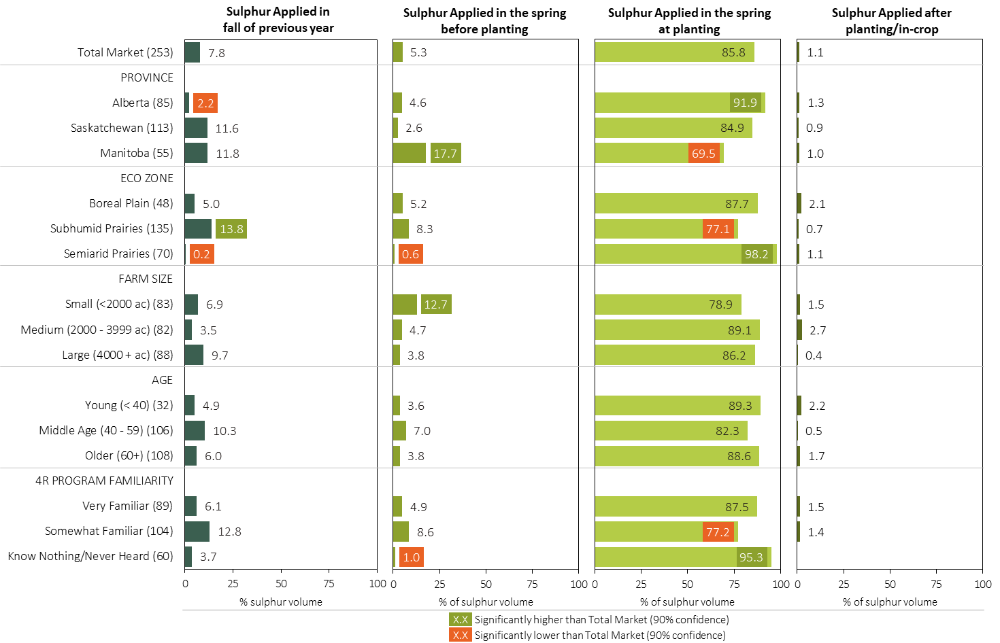 Sulphur Applied in
fall of previous year
Sulphur Applied in the spring
before planting
Sulphur Applied in the spring
at planting
Sulphur Applied after
planting/in-crop
Total Market (253) 7.8 5.3 85.8 1.1
PROVINCE
Alberta (85) 2.2 4.6 91.9 1.3
Saskatchewan (113) 11.6 2.6 84.9 0.9
Manitoba (55) 11.8 17.7 69.5 1.0
ECO ZONE
Boreal Plain (48) 5.0 5.2 87.7 2.1
Subhumid Prairies (135) 13.8 8.3 77.1 0.7
Semiarid Prairies (70) 0.2 0.6 98.2 1.1
FARM SIZE
Small (<2000 ac) (83) 6.9 12.7 78.9 1.5
Medium (2000 - 3999 ac) (82) 3.5 4.7 89.1 2.7
Large (4000 + ac) (88) 9.7 3.8 86.2 0.4
AGE
Young (< 40) (32) 4.9 3.6 89.3 2.2
Middle Age (40 - 59) (106) 10.3 7.0 82.3 0.5
Older (60+) (108) 6.0 3.8 88.6 1.7
4R PROGRAM FAMILIARITY
Very Familiar (89) 6.1 4.9 87.5 1.5
Somewhat Familiar (104) 12.8 8.6 77.2 1.4
Know Nothing/Never Heard (60) 3.7 1.0 95.3
0 25 50 75 100 0 25 50 75 100 0 25 50 75 100 0 25 50 75 100
% sulphur volume % of sulphur volume % of sulphur volume % of sulphur volume
X.X Significantly higher than Total Market (90% confidence)
X.X Significantly lower than Total Market (90% confidence)